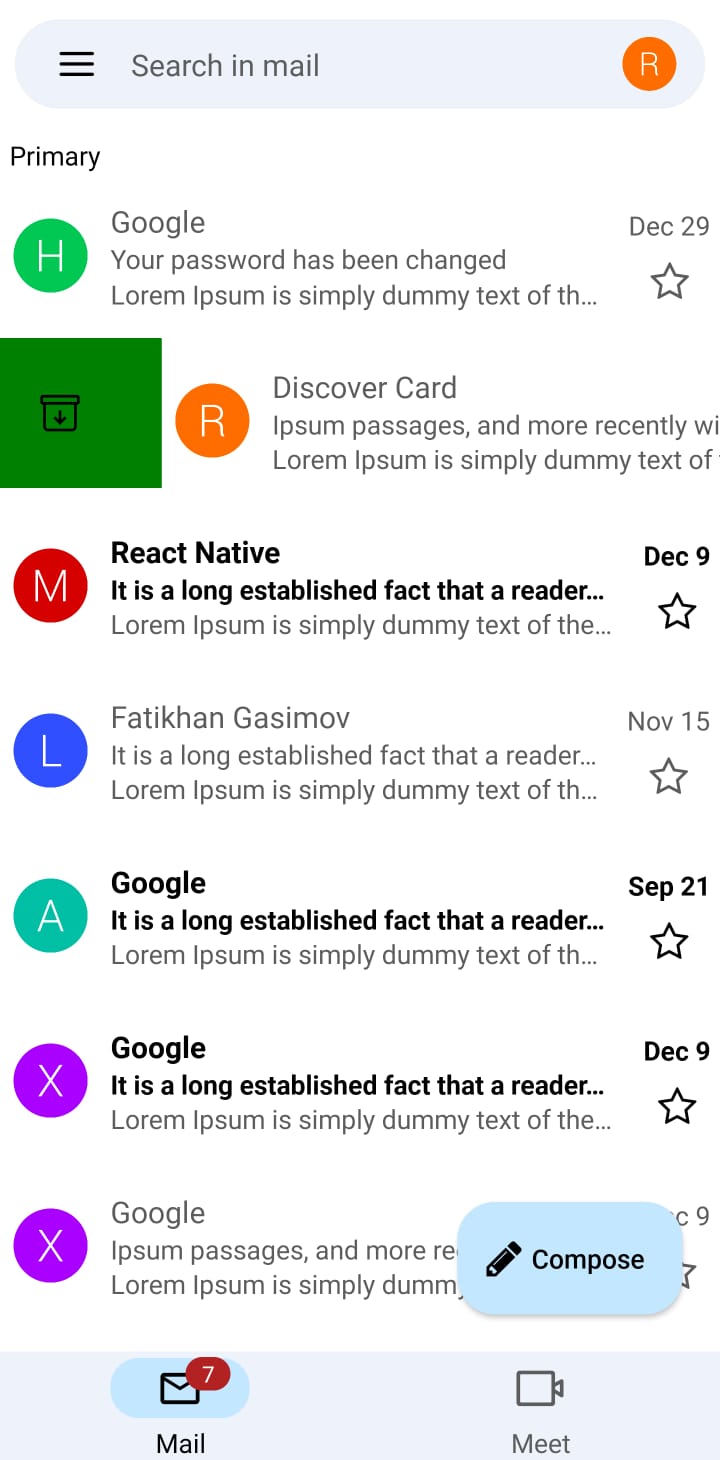 Search in mail
R
Primary
H
Google
Dec 29
Your password has been changed
Lorem Ipsum is simply dummy text of th...
R
Discover Card
Ipsum passages, and more recently wi
Lorem Ipsum is simply dummy text of
M
React Native
Dec 9
It is a long established fact that a reader...
Lorem Ipsum is simply dummy text of the...
L
Fatikhan Gasimov
Nov 15
It is a long established fact that a reader...
Lorem Ipsum is simply dummy text of th...
A
Google
Sep 21
It is a long established fact that a reader...
Lorem Ipsum is simply dummy text of th...
X
Google
Dec 9
It is a long established fact that a reader...
Lorem Ipsum is simply dummy text of the...
X
Google
c 9
Ipsum passages, and more re
Lorem Ipsum is simply dummy
Compose
7
Mail
Meet